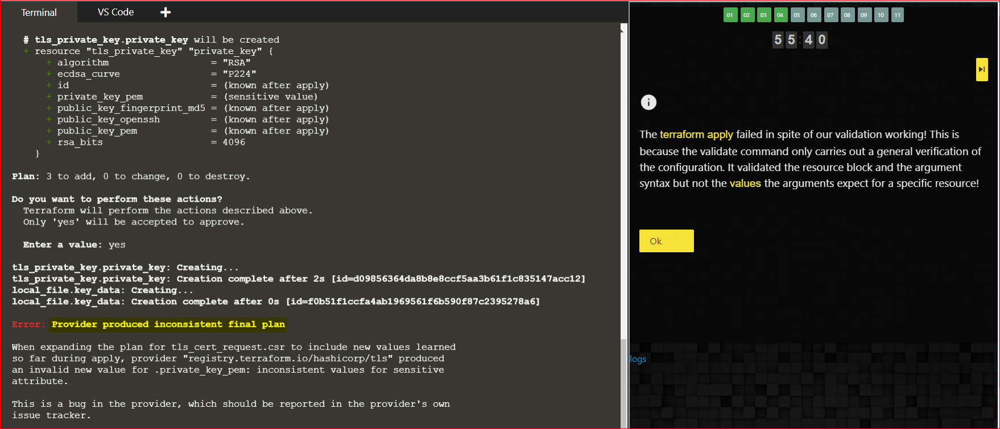 Terminal
VS Code
# tls_private_key.private_key will be created
+ resource "tls_private_key" "private_key" {
+ algorithm = "RSA"
+ ecdsa_curve = "P224"
+ id = (known after apply)
+ private_key_pem = (sensitive value)
+ public_key_fingerprint_md5 = (known after apply)
+ public_key_openssh = (known after apply)
+ public_key_pem = (known after apply)
+ rsa_bits = 4096
}
Plan: 3 to add, 0 to change, 0 to destroy.
Do you want to perform these actions?
Terraform will perform the actions described above.
Only 'yes' will be accepted to approve.
Enter a value: yes
tls_private_key.private_key: Creating...
tls_private_key.private_key: Creation complete after 2s [id=d09856364da8b8e8ccf5aa3b61f1c835147acc12]
local_file.key_data: Creating...
local_file.key_data: Creation complete after 0s [id=f0b51f1ccfa4ab1969561f6b590f87c2395278a6]
Error: Provider produced inconsistent final plan
When expanding the plan for tls_cert_request.csr to include new values learned
so far during apply, provider "registry.terraform.io/hashicorp/tls" produced
an invalid new value for .private_key_pem: inconsistent values for sensitive
attribute.
This is a bug in the provider, which should be reported in the provider's own
issue tracker.
01 02 03 04 05 06 07 08 09 10 11
55:40
The terraform apply failed in spite of our validation working! This is
because the validate command only carries out a general verification of
the configuration. It validated the resource block and the argument
syntax but not the values the arguments expect for a specific resource!
Ok
logs